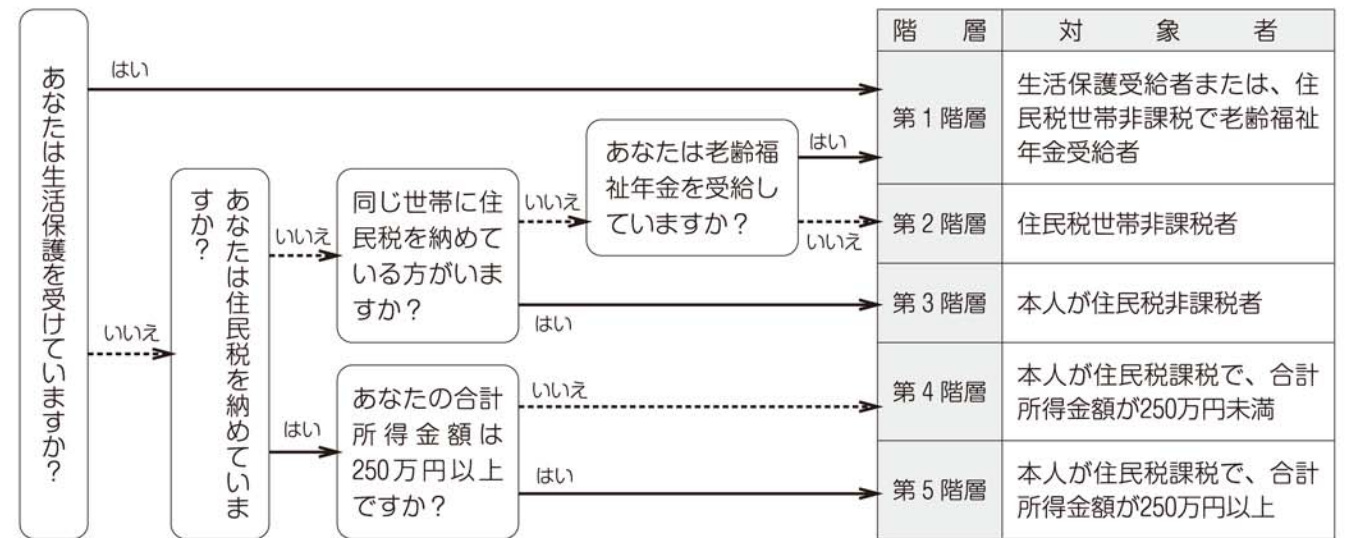 あなたは生活保護を受けていますか？
はい
いいえ
あなたは住民税を納めていま
すか？
いいえ
はい
同じ世帯に住
民税を納めて
いる方がいま
すか？
いいえ
はい
あなたは老齢福
祉年金を受給し
ていますか？
はい
いいえ
あなたの合計
所得金額は
250万円以上
ですか？
いいえ
はい
階層 対象者
第1階層
生活保護受給者または、住
民税世帯非課税で老齢福祉
年金受給者
第2階層 住民税世帯非課税者
第3階層 本人が住民税非課税者
第4階層
本人が住民税課税で、合計
所得金額が250万円未満
第5階層
本人が住民税課税で、合計
所得金額が250万円以上